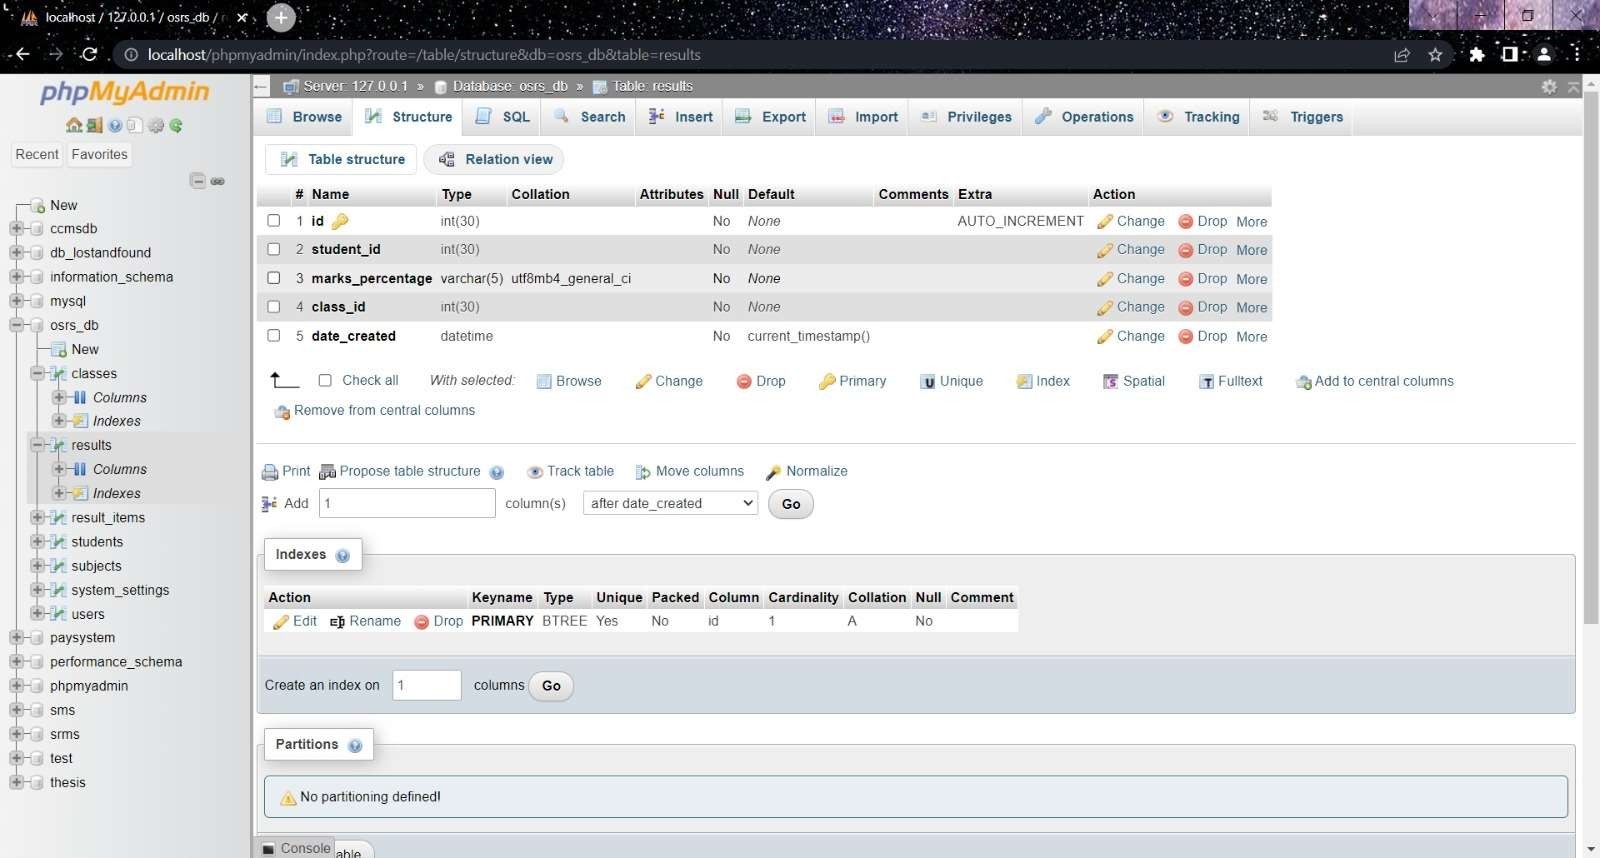 localhost / 127.0.0.1 / osrs_db /
localhost/phpmyadmin/index.php?route=/table/structure&db=osrs_db&table=results
phpMyAdmin
Recent Favorites
New
ccmsdb
db_lostandfound
information_schema
mysql
osrs_db
New
classes
Columns
Indexes
results
Columns
Indexes
result_items
students
subjects
system_settings
users
paysystem
performance_schema
phpmyadmin
sms
srms
test
thesis
Server: 127.0.0.1 » Database: osrs_db » Table: results
Browse Structure SQL Search Insert Export Import Privileges Operations Tracking Triggers
Table structure Relation view
# Name Type Collation Attributes Null Default Comments Extra Action
1 id int(30) No None AUTO_INCREMENT Change Drop More
2 student_id int(30) No None Change Drop More
3 marks_percentage varchar(5) utf8mb4_general_ci No None Change Drop More
4 class_id int(30) No None Change Drop More
5 date_created datetime No current_timestamp() Change Drop More
Check all With selected: Browse Change Drop Primary Unique Index Spatial Fulltext Add to central columns
Remove from central columns
Print Propose table structure Track table Move columns Normalize
Add 1 column(s) after date_created Go
Indexes
Action Keyname Type Unique Packed Column Cardinality Collation Null Comment
Edit Rename Drop PRIMARY BTREE Yes No id 1 A No
Create an index on 1 columns Go
Partitions
No partitioning defined!
Console